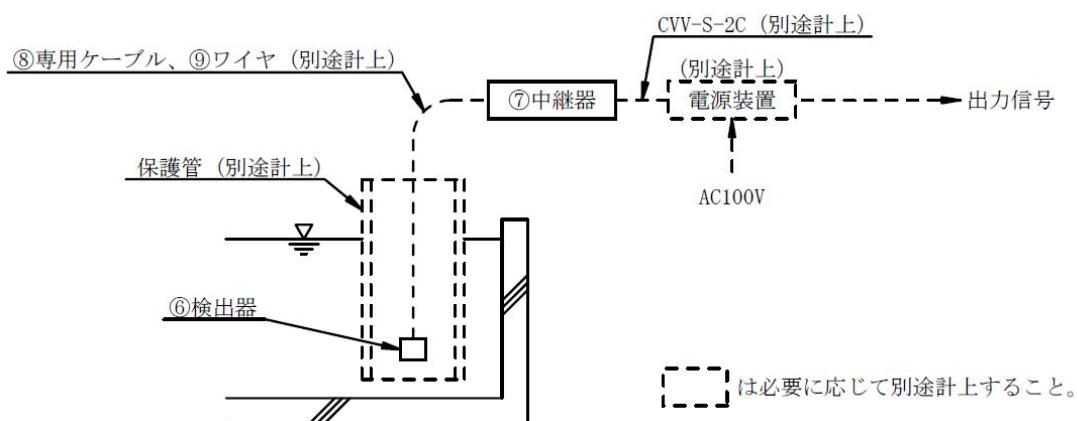 CVV-S-2C (別途計上)
⑧専用ケーブル、⑨ワイヤ (別途計上)
(別途計上)
⑦中継器
電源装置
出力信号
保護管 (別途計上)
AC100V
⑥検出器
は必要に応じて別途計上すること。